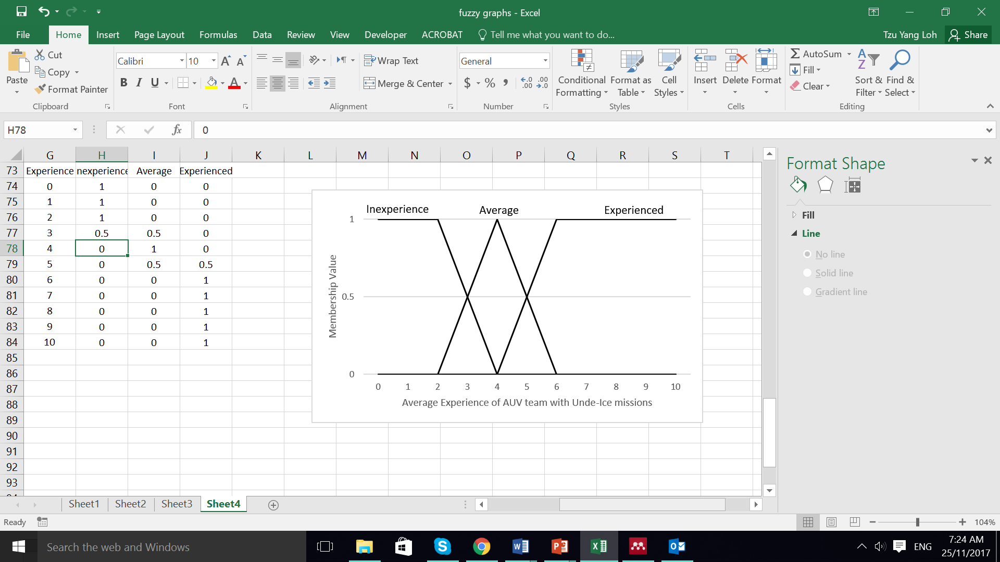 fuzzy graphs - Excel
File Home Insert Page Layout Formulas Data Review View Developer ACROBAT Tell me what you want to do... Tzu Yang Loh Share
Paste Cut Copy Format Painter Clipboard
Calibri 10 A A B I U A Font
Wrap Text Merge & Center Alignment
General $ % , .00 .0 Number
Conditional Formatting Format as Table Cell Styles Styles
Insert Delete Format Cells
AutoSum Fill Clear Sort & Filter Find & Select Editing
H78 fx 0
G H I J K L M N O P Q R S T
73 Experience nexperience Average Experienced
74 0 1 0 0
75 1 1 0 0
76 2 1 0 0
77 3 0.5 0.5 0
78 4 0 1 0
79 5 0 0.5 0.5
80 6 0 0 1
81 7 0 0 1
82 8 0 0 1
83 9 0 0 1
84 10 0 0 1
85
86
87
88
89
90
91
92
93
Inexperience Average Experienced
1
0.5
0
Membership Value
0 1 2 3 4 5 6 7 8 9 10
Average Experience of AUV team with Unde-Ice missions
Format Shape
Fill
Line
No line
Solid line
Gradient line
Sheet1 Sheet2 Sheet3 Sheet4
Ready 104%
Search the web and Windows
ENG
7:24 AM
25/11/2017